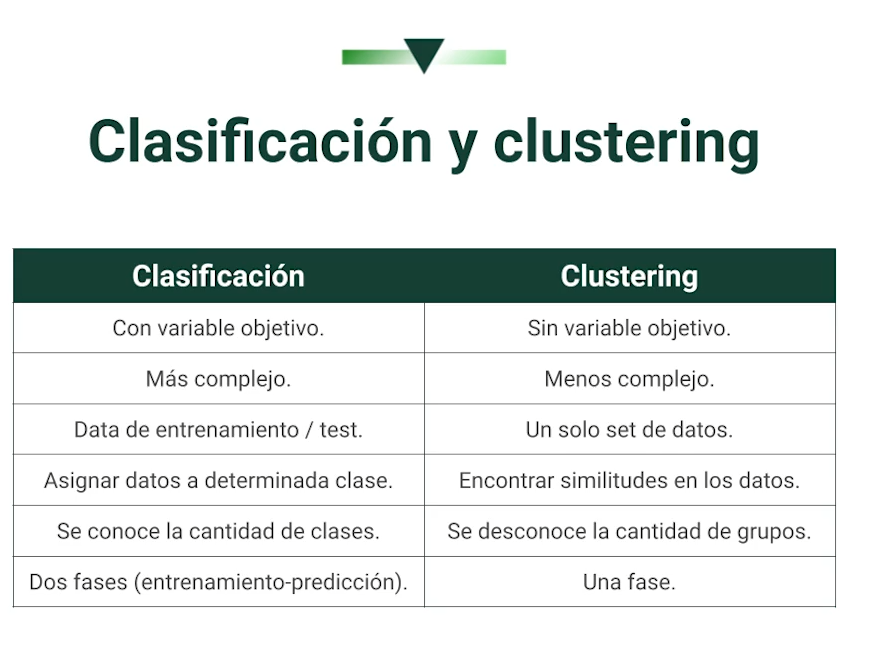 Clasificación y clustering
Clasificación Clustering
Con variable objetivo. Sin variable objetivo.
Más complejo. Menos complejo.
Data de entrenamiento / test. Un solo set de datos.
Asignar datos a determinada clase. Encontrar similitudes en los datos.
Se conoce la cantidad de clases. Se desconoce la cantidad de grupos.
Dos fases (entrenamiento-predicción). Una fase.